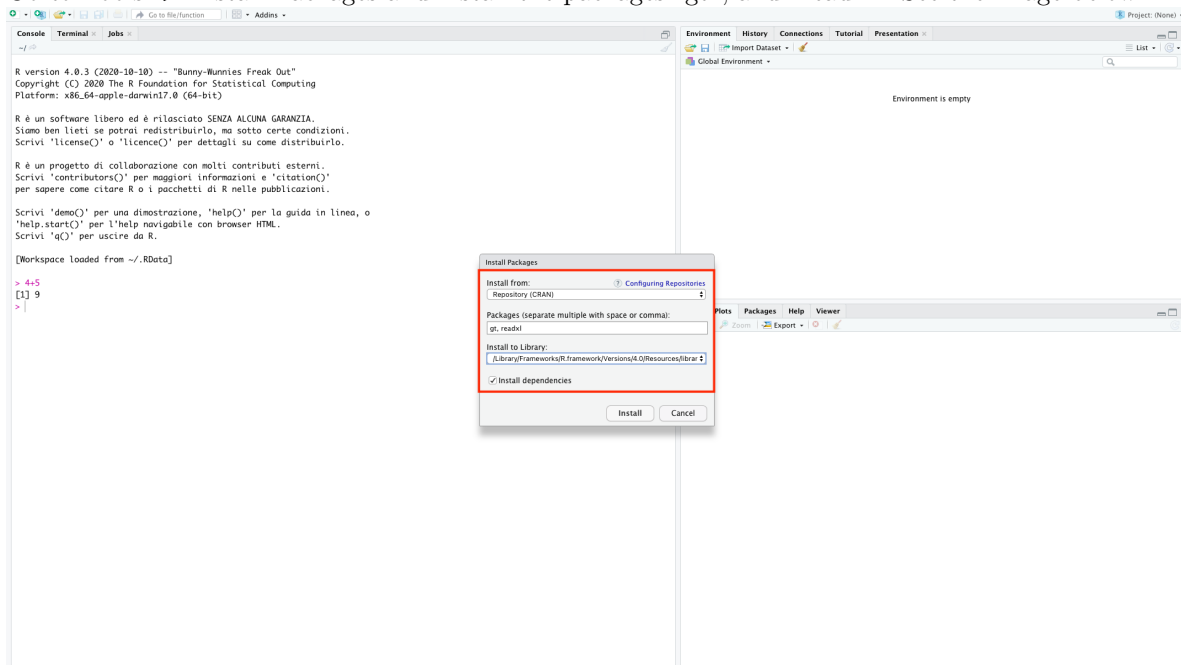 Go to file/function
Addins
Project: (None)
Console Terminal Jobs
~/
R version 4.0.3 (2020-10-10) -- "Bunny-Wunnies Freak Out"
Copyright (C) 2020 The R Foundation for Statistical Computing
Platform: x86_64-apple-darwin17.0 (64-bit)
R è un software libero ed è rilasciato SENZA ALCUNA GARANZIA.
Siamo ben lieti se potrai redistribuirlo, ma sotto certe condizioni.
Scrivi 'license()' o 'licence()' per dettagli su come distribuirlo.
R è un progetto di collaborazione con molti contributi esterni.
Scrivi 'contributors()' per maggiori informazioni e 'citation()'
per sapere come citare R o i pacchetti di R nelle pubblicazioni.
Scrivi 'demo()' per una dimostrazione, 'help()' per la guida in linea, o
'help.start()' per l'help navigabile con browser HTML.
Scrivi 'q()' per uscire da R.
[Workspace loaded from ~/.RData]
> 4+5
[1] 9
>
Environment History Connections Tutorial Presentation
Import Dataset
List
Global Environment
Environment is empty
Install Packages
Install from:
? Configuring Repositories
Repository (CRAN)
Packages (separate multiple with space or comma):
gt, readxl
Install to Library:
/Library/Frameworks/R.framework/Versions/4.0/Resources/librar
Install dependencies
Install Cancel
Plots Packages Help Viewer
Zoom Export